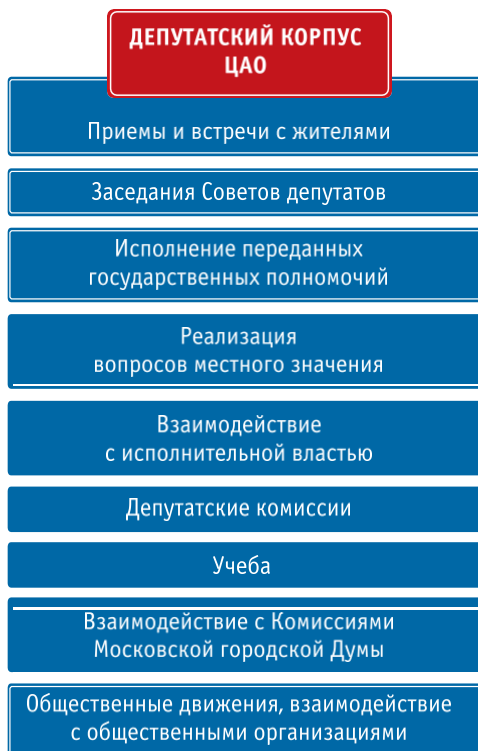 ДЕПУТАТСКИЙ КОРПУС
ЦАО
Приемы и встречи с жителями
Заседания Советов депутатов
Исполнение переданных
государственных полномочий
Реализация
вопросов местного значения
Взаимодействие
с исполнительной властью
Депутатские комиссии
Учеба
Взаимодействие с Комиссиями
Московской городской Думы
Общественные движения, взаимодействие
с общественными организациями